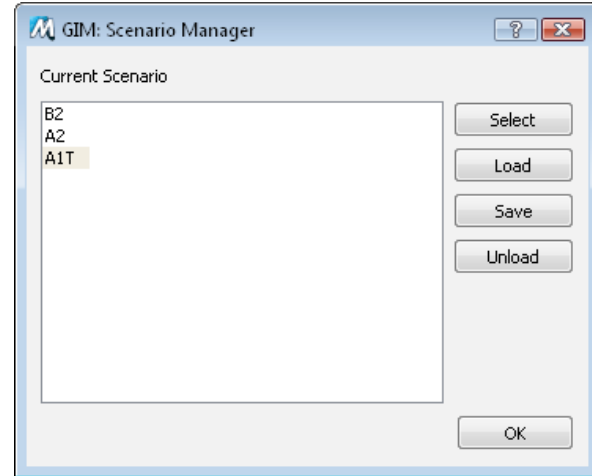 GIM: Scenario Manager
?
Current Scenario
B2
A2
A1T
Select
Load
Save
Unload
OK